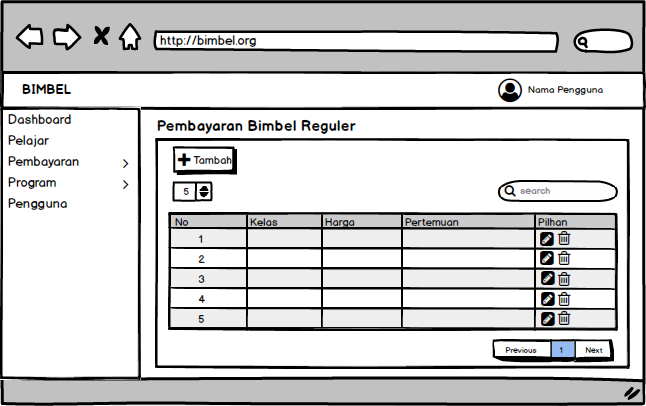 http://bimbel.org
BIMBEL
Nama Pengguna
Dashboard
Pelajar
Pembayaran
Program
Pengguna
Pembayaran Bimbel Reguler
Tambah
5
search
No Kelas Harga Pertemuan Pilhan
1
2
3
4
5
Previous 1 Next